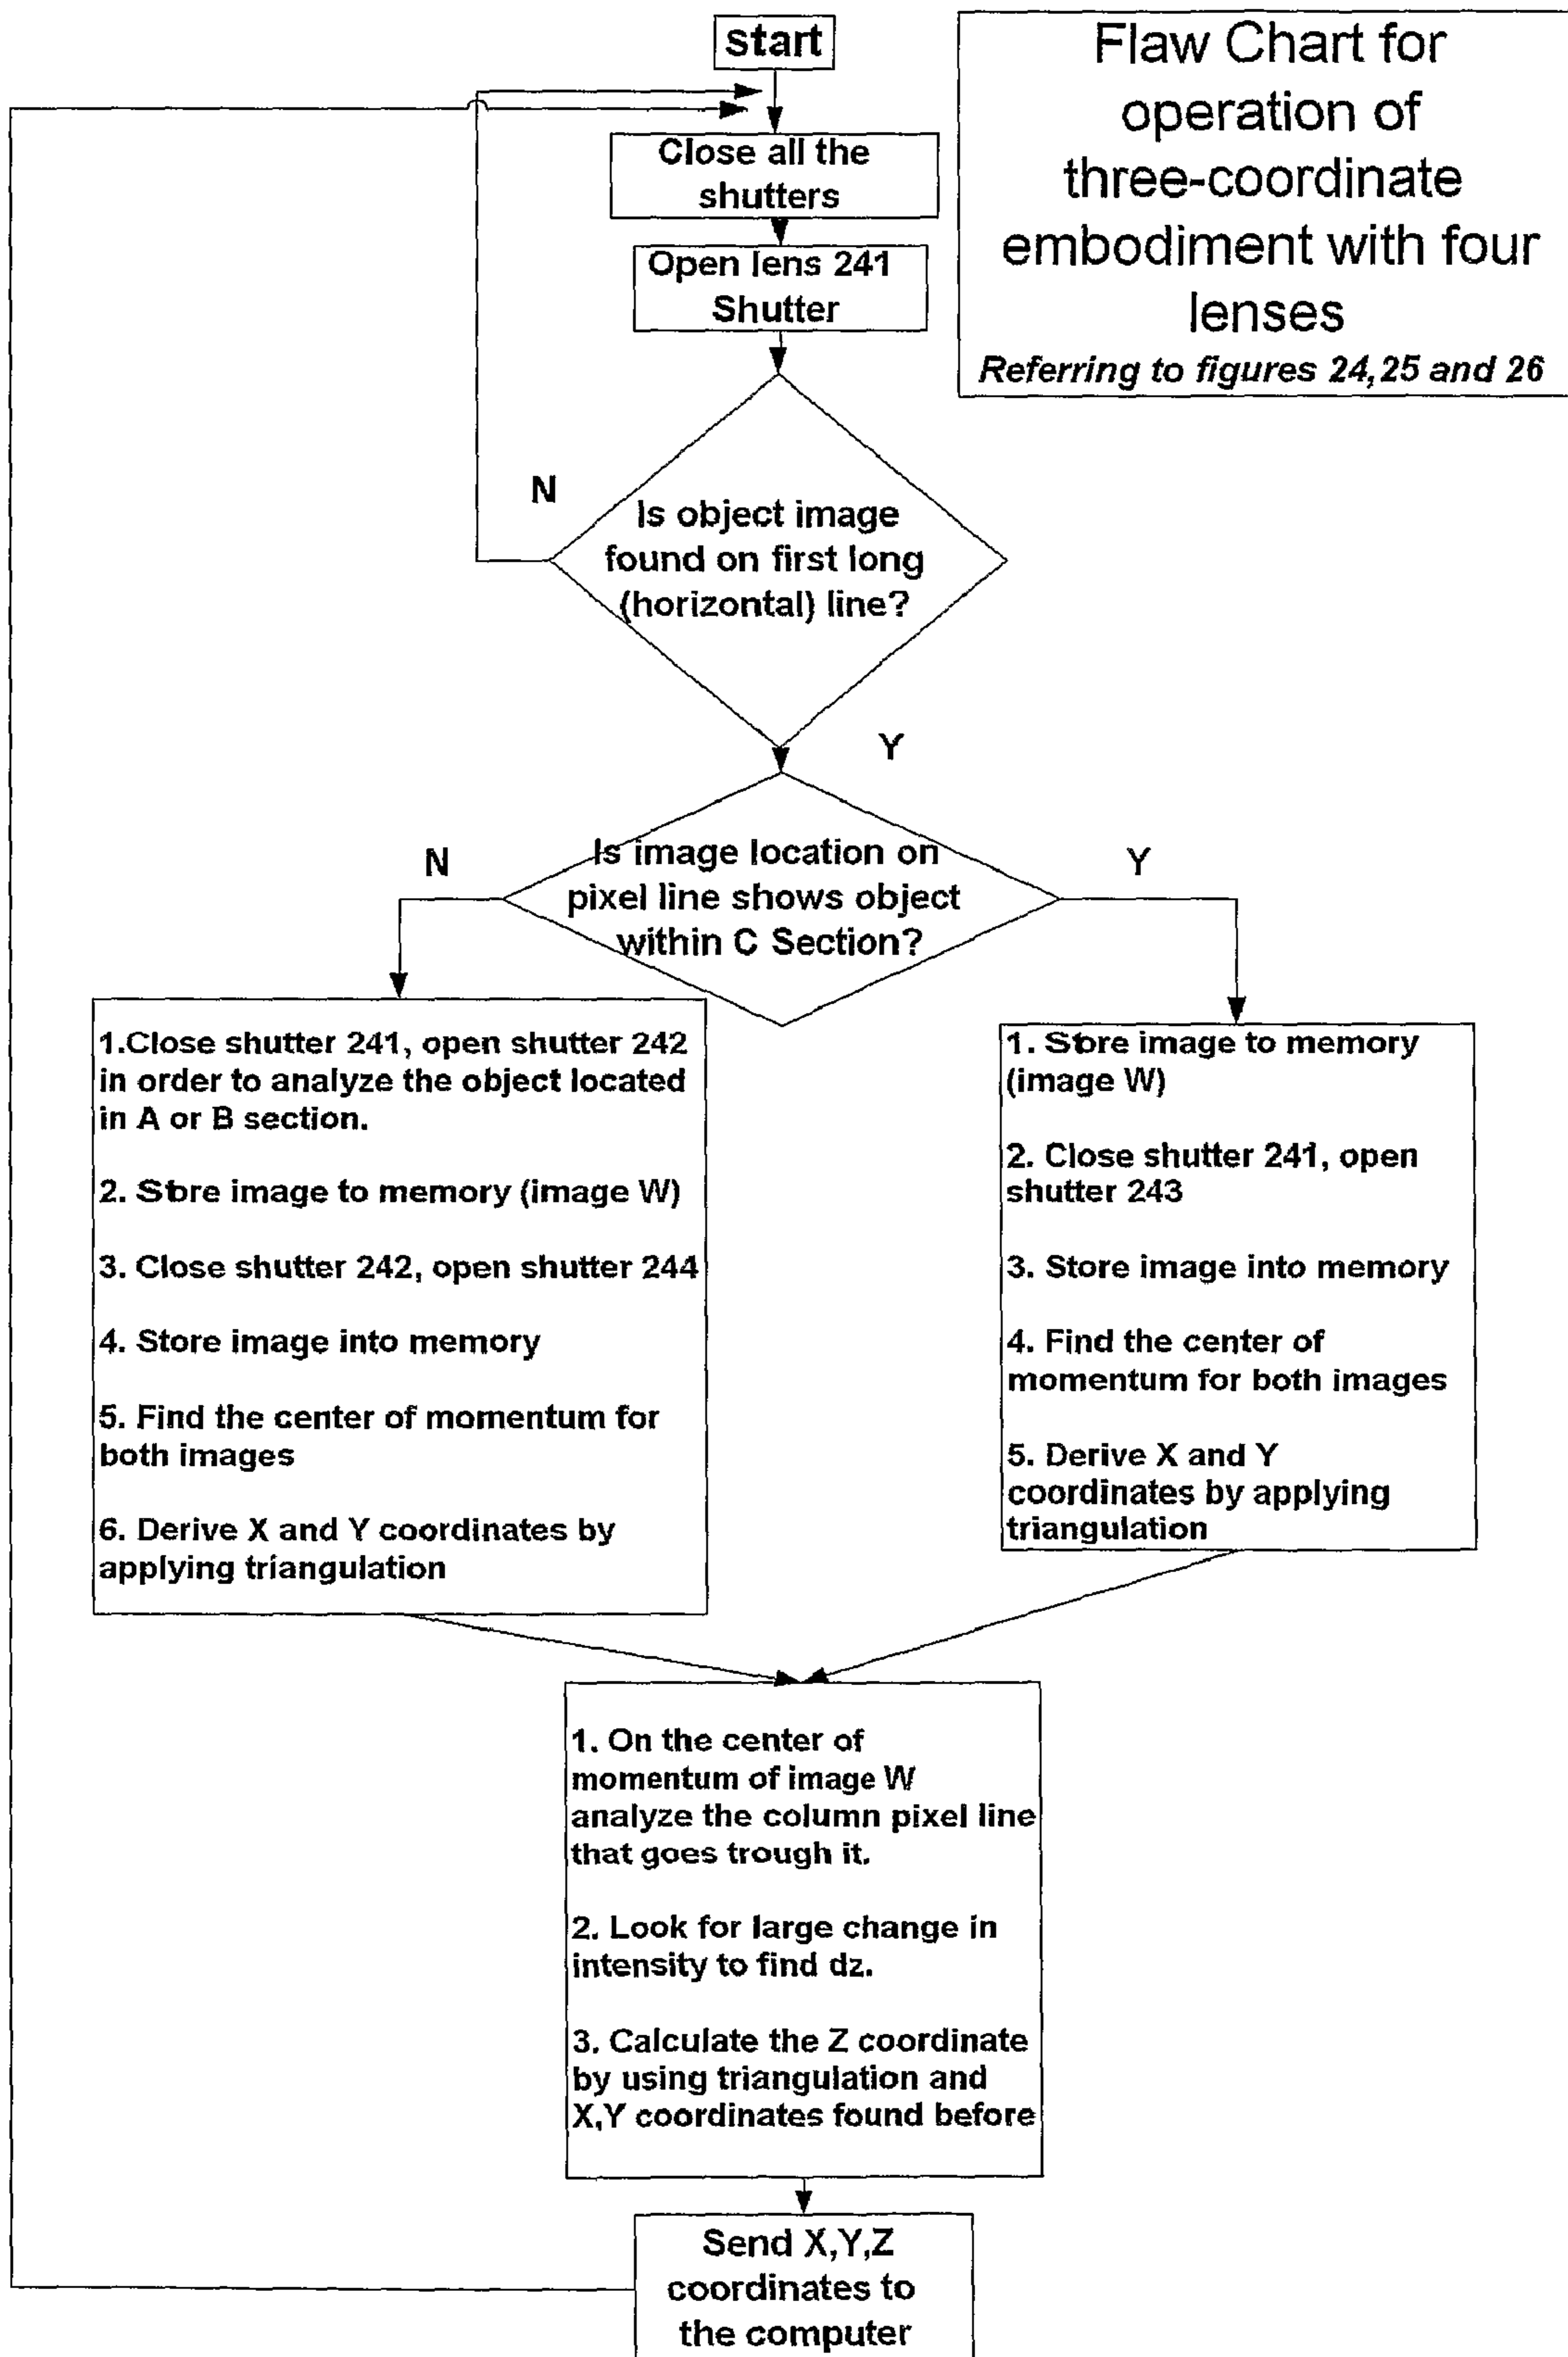 start
Flaw Chart for
operation of
three-coordinate
embodiment with four
lenses
Referring to figures 24,25 and 26
Close all the
shutters
Open lens 241
Shutter
N
Is object image
found on first long
(horizontal) line?
Y
N
Is image location on
pixel line shows object
within C Section?
Y
1.Close shutter 241, open shutter 242
in order to analyze the object located
in A or B section.
2. Store image to memory (image W)
3. Close shutter 242, open shutter 244
4. Store image into memory
5. Find the center of momentum for
both images
6. Derive X and Y coordinates by
applying triangulation
1. Store image to memory
(image W)
2. Close shutter 241, open
shutter 243
3. Store image into memory
4. Find the center of
momentum for both images
5. Derive X and Y
coordinates by applying
triangulation
1. On the center of
momentum of image W
analyze the column pixel line
that goes trough it.
2. Look for large change in
intensity to find dz.
3. Calculate the Z coordinate
by using triangulation and
X,Y coordinates found before
Send X,Y,Z
coordinates to
the computer